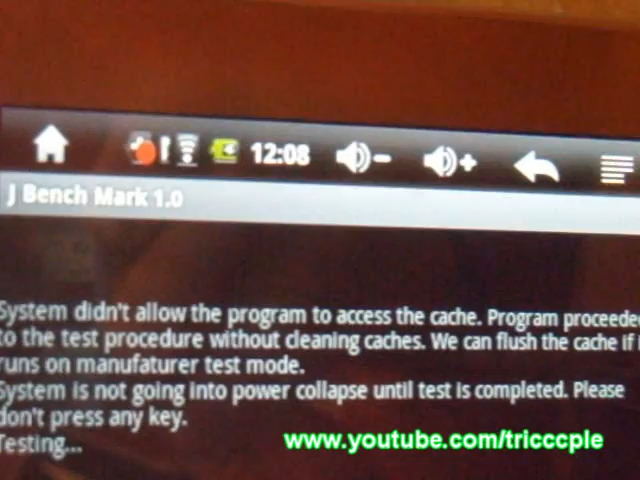 12:08
J Bench Mark 1.0
System didn't allow the program to access the cache. Program proceeded
to the test procedure without cleaning caches. We can flush the cache if
runs on manufaturer test mode.
System is not going into power collapse until test is completed. Please
don't press any key.
Testing...
www.youtube.com/tricccple